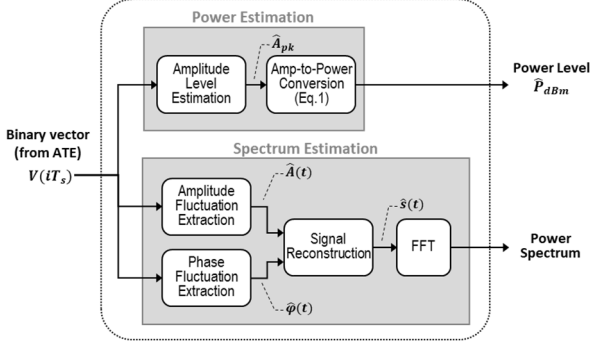 Power Estimation
Â_pk
Amplitude
Level
Estimation
Amp-to-Power
Conversion
(Eq.1)
Power Level
P̂_dBm
Binary vector
(from ATE)
V(iT_s)
Spectrum Estimation
Â(t)
Amplitude
Fluctuation
Extraction
ŝ(t)
Signal
Reconstruction
FFT
Power
Spectrum
Phase
Fluctuation
Extraction
φ̂(t)